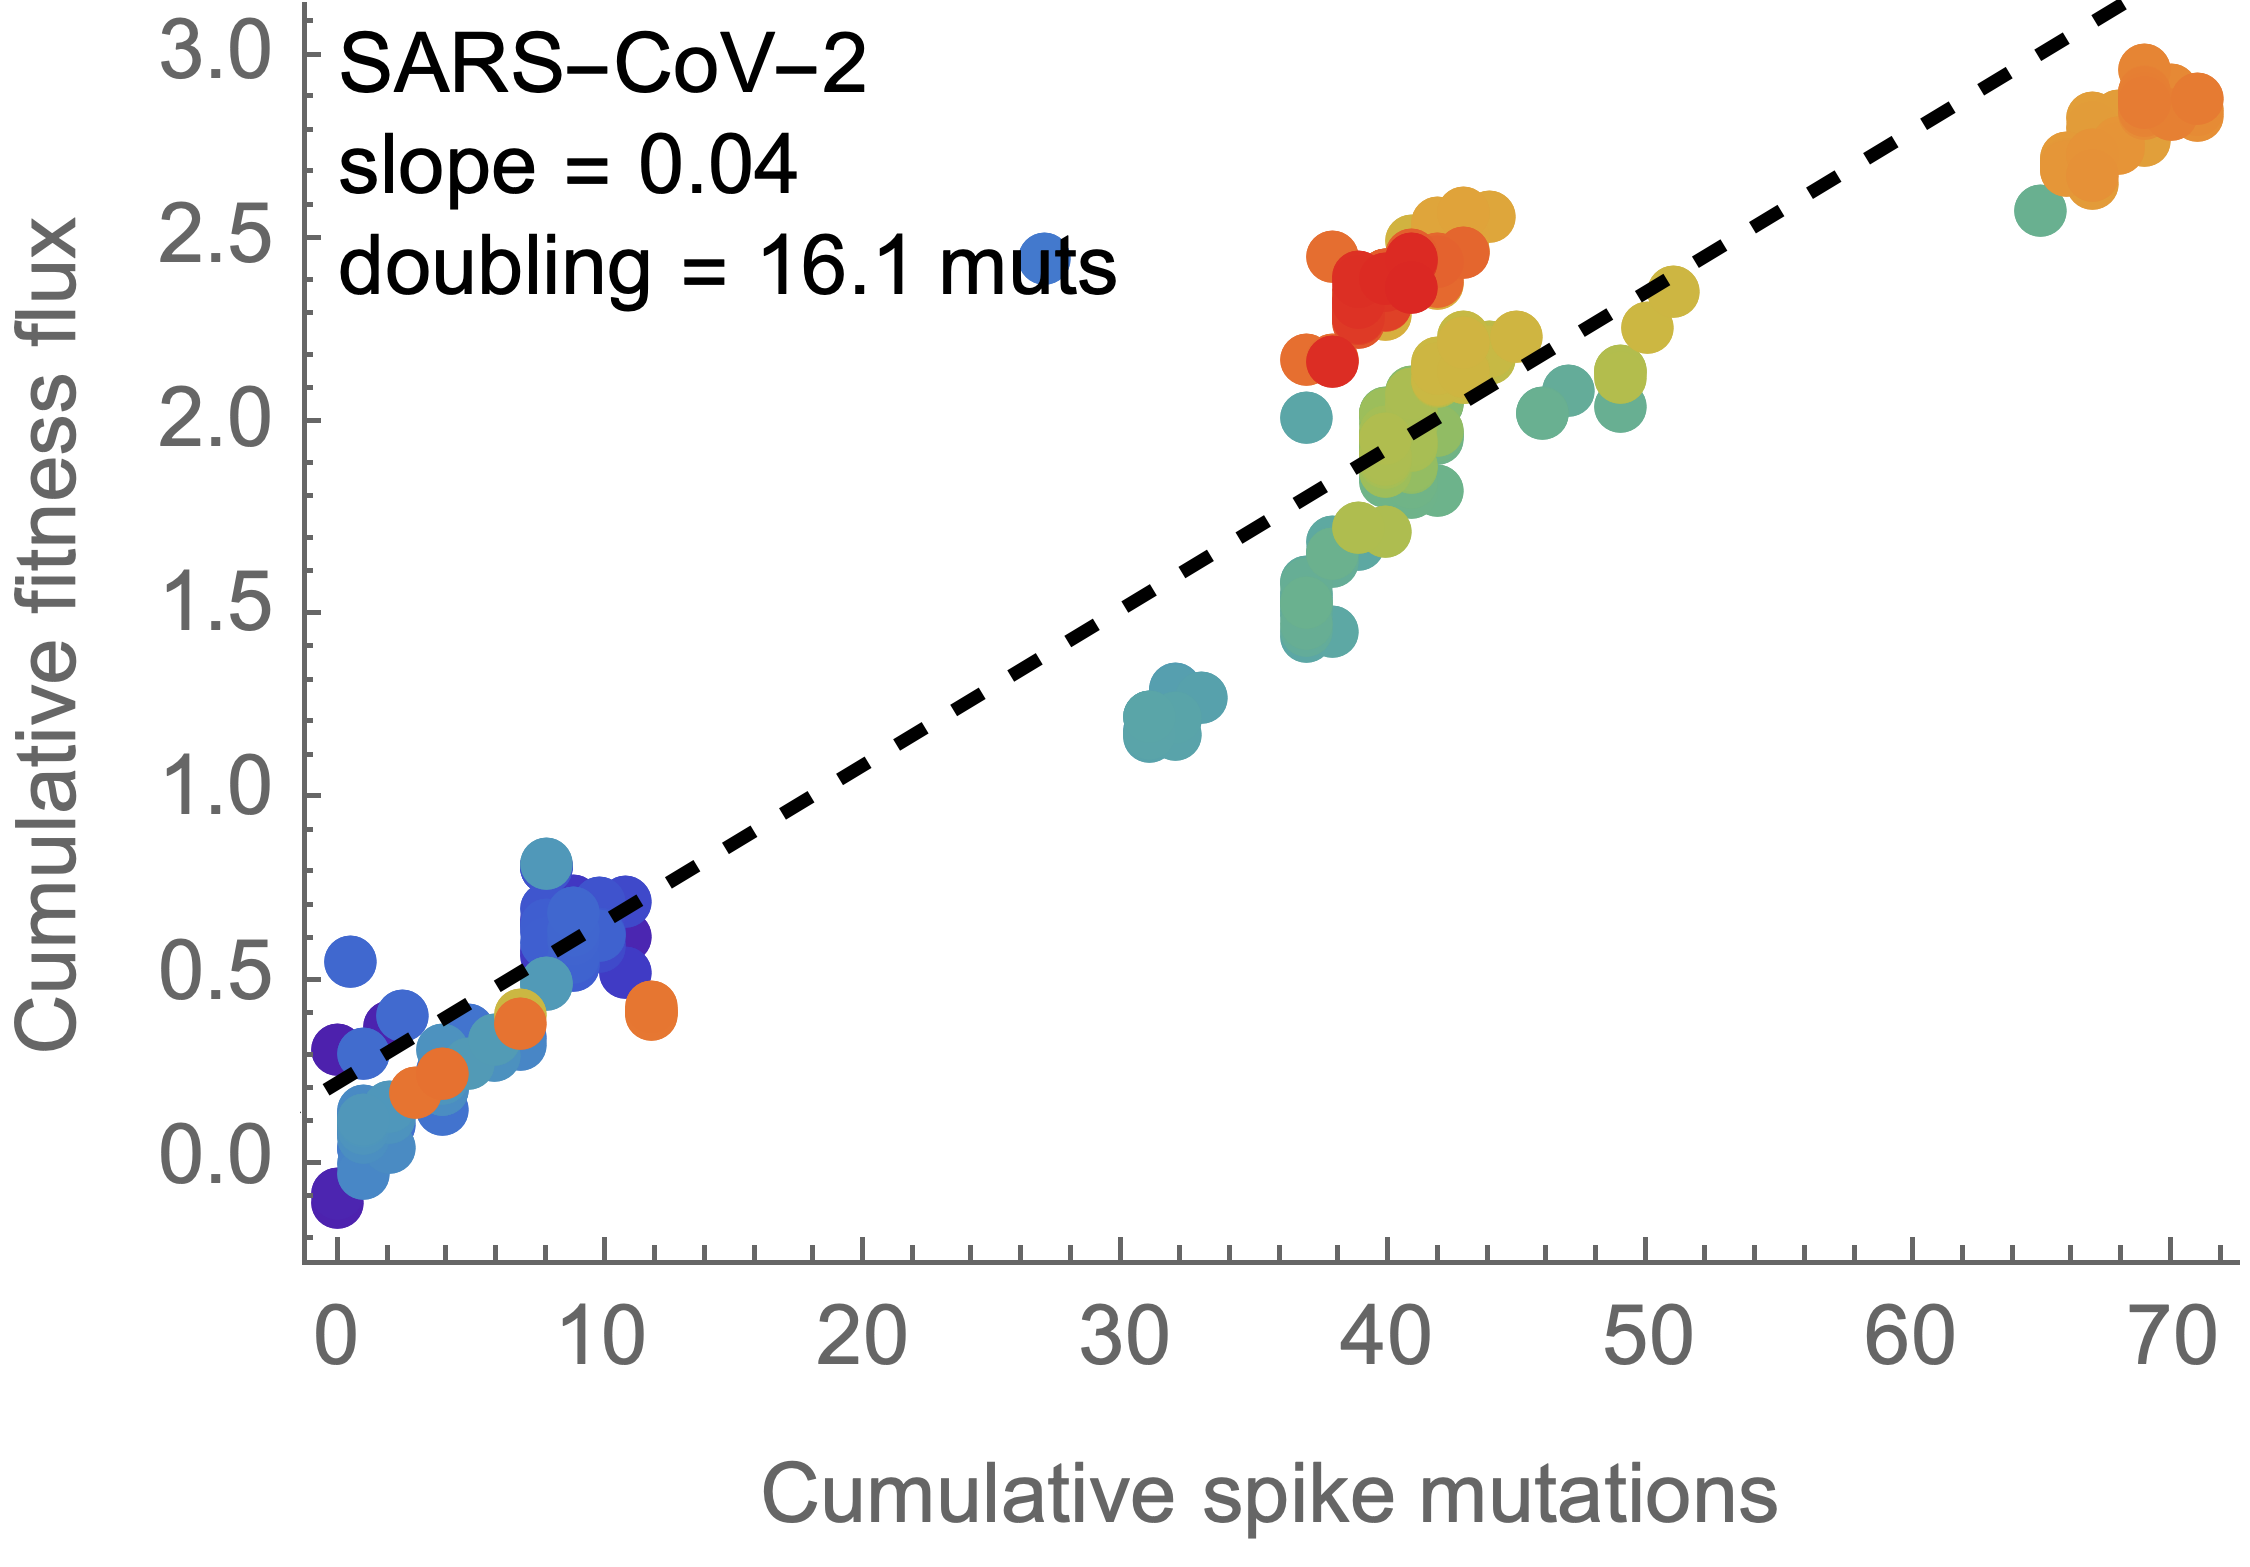 SARS−CoV−2
slope = 0.04
doubling = 16.1 muts
Cumulative fitness flux
3.0
2.5
2.0
1.5
1.0
0.5
0.0
0 10 20 30 40 50 60 70
Cumulative spike mutations